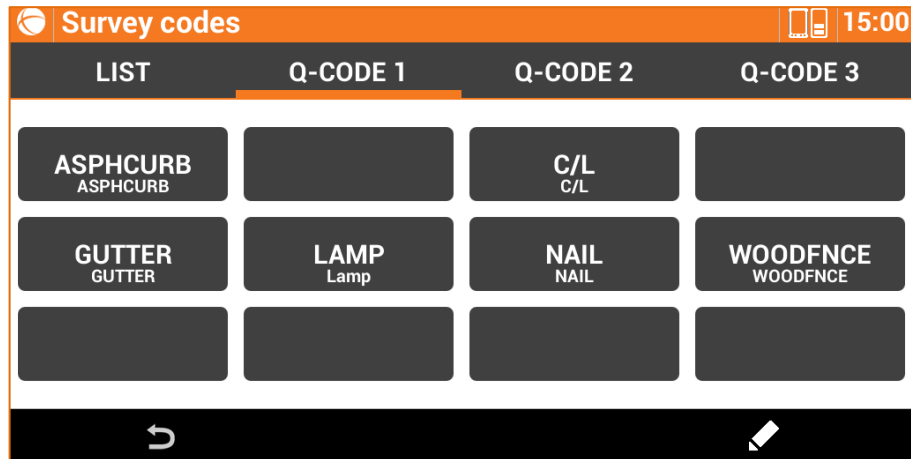 Survey codes
15:00
LIST
Q-CODE 1
Q-CODE 2
Q-CODE 3
ASPHCURB
ASPHCURB
C/L
C/L
GUTTER
GUTTER
LAMP
Lamp
NAIL
NAIL
WOODFNCE
WOODFNCE